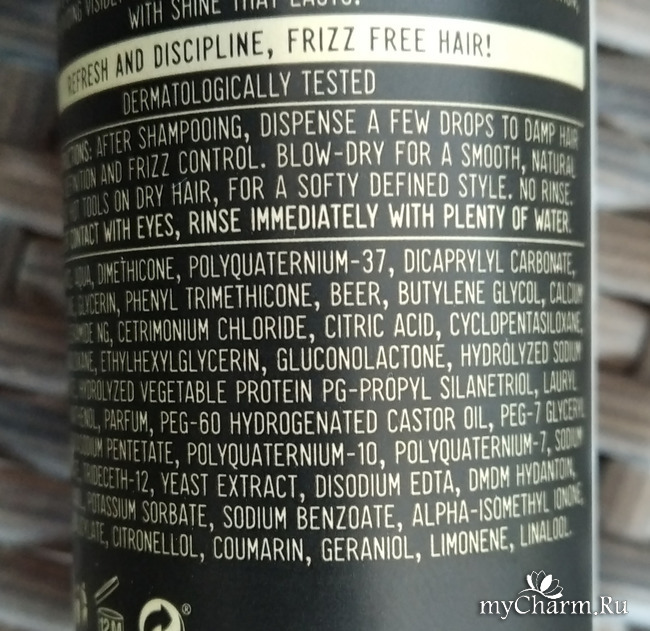 WITH SHINE THAT LASTS!
REFRESH AND DISCIPLINE, FRIZZ FREE HAIR!
DERMATOLOGICALLY TESTED
AFTER SHAMPOOING, DISPENSE A FEW DROPS TO DAMP HAIR
AND FRIZZ CONTROL. BLOW-DRY FOR A SMOOTH, NATURAL
TOOLS ON DRY HAIR, FOR A SOFTY DEFINED STYLE. NO RINSE.
CONTACT WITH EYES, RINSE IMMEDIATELY WITH PLENTY OF WATER.
AQUA, DIMETHICONE, POLYQUATERNIUM-37, DICAPRYLYL CARBONATE,
GLYCERIN, PHENYL TRIMETHICONE, BEER, BUTYLENE GLYCOL, CALCIUM
NG, CETRIMONIUM CHLORIDE, CITRIC ACID, CYCLOPENTASILOXANE,
ETHYLHEXYLGLYCERIN, GLUCONOLACTONE, HYDROLYZED SODIUM
HYDROLYZED VEGETABLE PROTEIN PG-PROPYL SILANETRIOL, LAURYL
PARFUM, PEG-60 HYDROGENATED CASTOR OIL, PEG-7 GLYCERYL
PENTETATE, POLYQUATERNIUM-10, POLYQUATERNIUM-7, SODIUM
TRIDECETH-12, YEAST EXTRACT, DISODIUM EDTA, DMDM HYDANTOIN,
POTASSIUM SORBATE, SODIUM BENZOATE, ALPHA-ISOMETHYL IONONE,
CITRONELLOL, COUMARIN, GERANIOL, LIMONENE, LINALOOL.
12M
®
myCharm.Ru